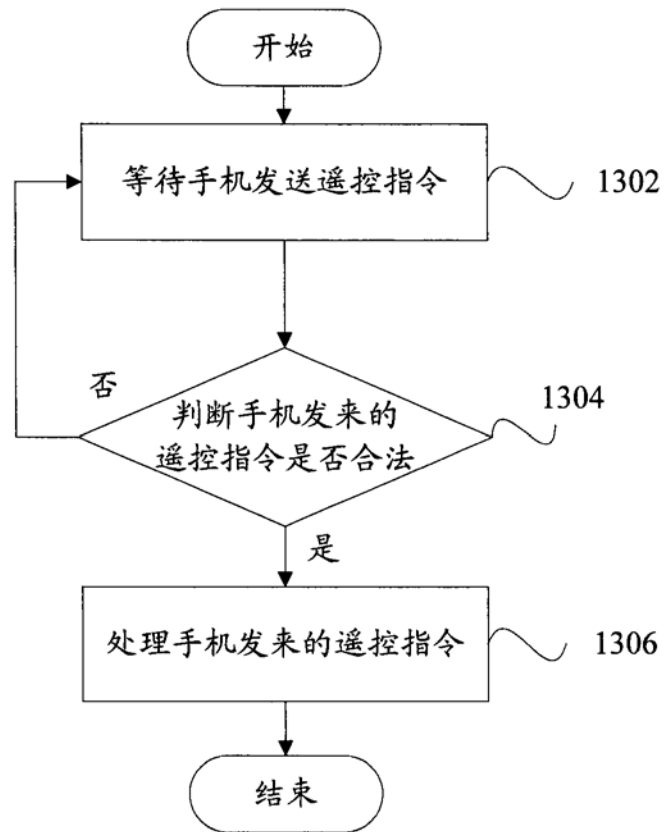 开始
等待手机发送遥控指令
1302
否
判断手机发来的
遥控指令是否合法
1304
是
处理手机发来的遥控指令
1306
结束